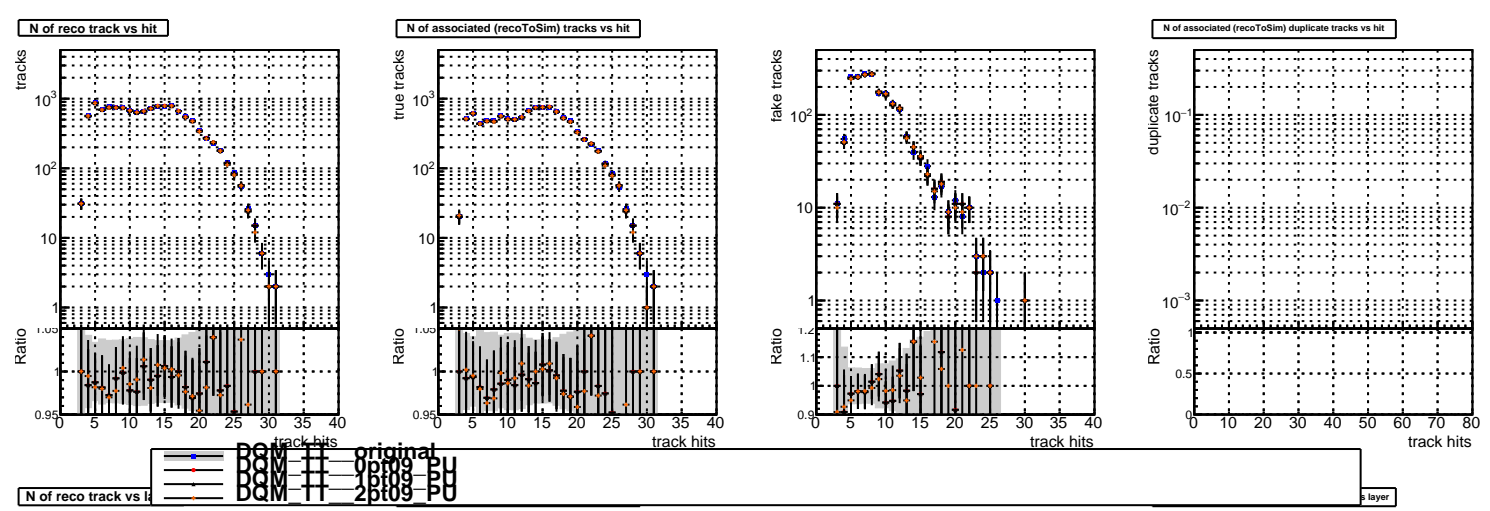 N of reco track vs hit
N of associated (recoToSim) tracks vs hit
N of associated (recoToSim) duplicate tracks vs hit
tracks
10³
10²
10
1
Ratio
1.05
1
0.95
0 5 10 15 20 25 30 35 40
track hits
true tracks
10³
10²
10
1
Ratio
1.05
1
0.95
0 5 10 15 20 25 30 35 40
track hits
fake tracks
10²
10
1
Ratio
1.2
1.1
1
0.9
0 5 10 15 20 25 30 35 40
track hits
duplicate tracks
10⁻¹
10⁻²
10⁻³
Ratio
1
0.5
0
0 10 20 30 40 50 60 70 80
track hits
DQM_TT__original
DQM_TT__0pt09_PU
DQM_TT__1pt09_PU
DQM_TT__2pt09_PU
N of reco track vs la
s layer